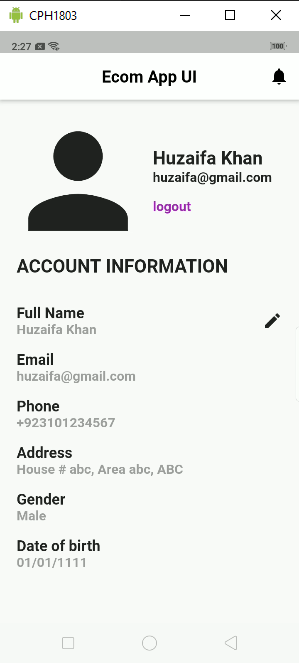 CPH1803
2:27
100
Ecom App UI
Huzaifa Khan
huzaifa@gmail.com
logout
ACCOUNT INFORMATION
Full Name
Huzaifa Khan
Email
huzaifa@gmail.com
Phone
+923101234567
Address
House # abc, Area abc, ABC
Gender
Male
Date of birth
01/01/1111